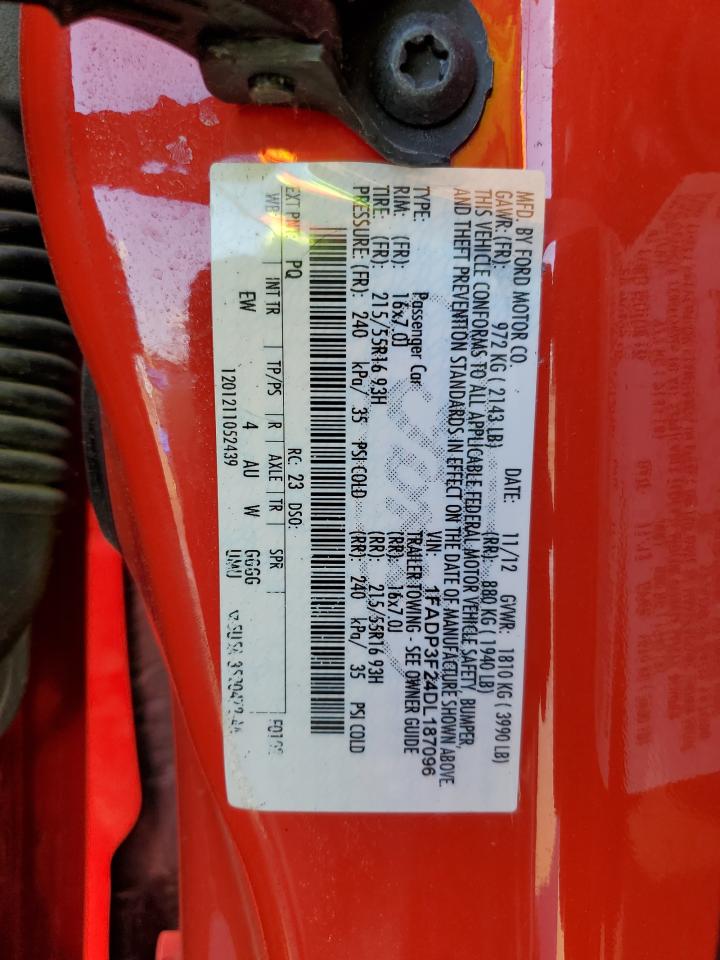 MFD. BY FORD MOTOR CO.
DATE: 11/12 GVWR: 1810 KG ( 3990 LB)
GAWR: (FR): 972 KG ( 2143 LB) (RR): 880 KG ( 1940 LB)
THIS VEHICLE CONFORMS TO ALL APPLICABLE FEDERAL MOTOR VEHICLE SAFETY, BUMPER,
AND THEFT PREVENTION STANDARDS IN EFFECT ON THE DATE OF MANUFACTURE SHOWN ABOVE.
VIN: 1FADP3F24DL187096
TYPE: Passenger Car TRAILER TOWING - SEE OWNER GUIDE
RIM: (FR): 16x7.0J (RR): 16x7.0J
TIRE: (FR): 215/55R16 93H (RR): 215/55R16 93H
PRESSURE: (FR): 240 kPa/ 35 PSI COLD (RR): 240 kPa/ 35 PSI COLD
EXT PNT: PQ RC: 23 DSO:
WB INT TR TP/PS R AXLE TR SPR
EW 4 AU W GGGG
1201211052439